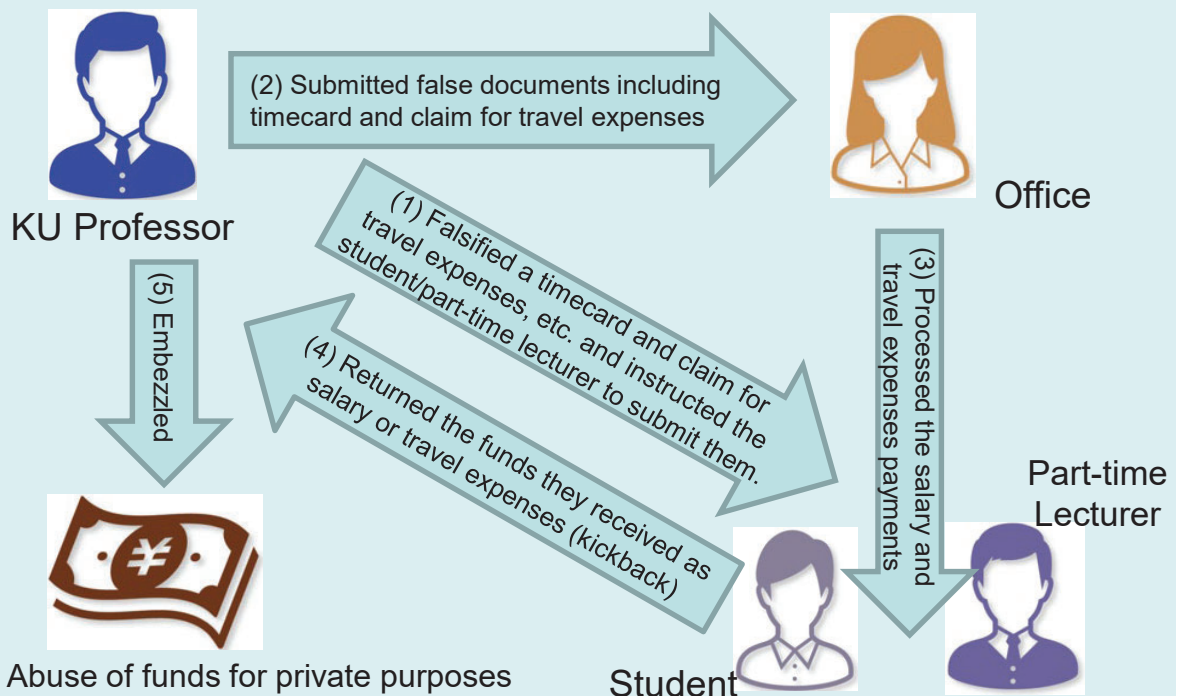 (2) Submitted false documents including
timecard and claim for travel expenses
KU Professor
Office
(1) Falsified a timecard and claim for
travel expenses, etc. and instructed the
student/part-time lecturer to submit them.
(3) Processed the salary and
travel expenses payments
(5) Embezzled
(4) Returned the funds they received as
salary or travel expenses (kickback)
Part-time
Lecturer
¥
Abuse of funds for private purposes
Student